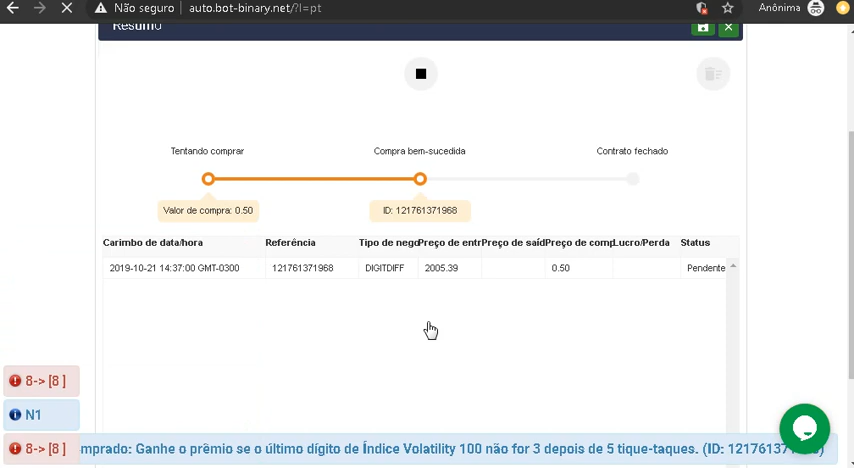 Não seguro auto.bot-binary.net/?l=pt Anônima
Resumo
Tentando comprar Compra bem-sucedida Contrato fechado
Valor de compra: 0.50 ID: 121761371968
Carimbo de data/hora Referência Tipo de nego Preço de entr Preço de saíd Preço de comp Lucro/Perda Status
2019-10-21 14:37:00 GMT-0300 121761371968 DIGITDIFF 2005.39 0.50 Pendente
8-> [8 ]
N1
8-> [8 ] mprado: Ganhe o prêmio se o último dígito de Índice Volatility 100 não for 3 depois de 5 tique-taques. (ID: 12176137